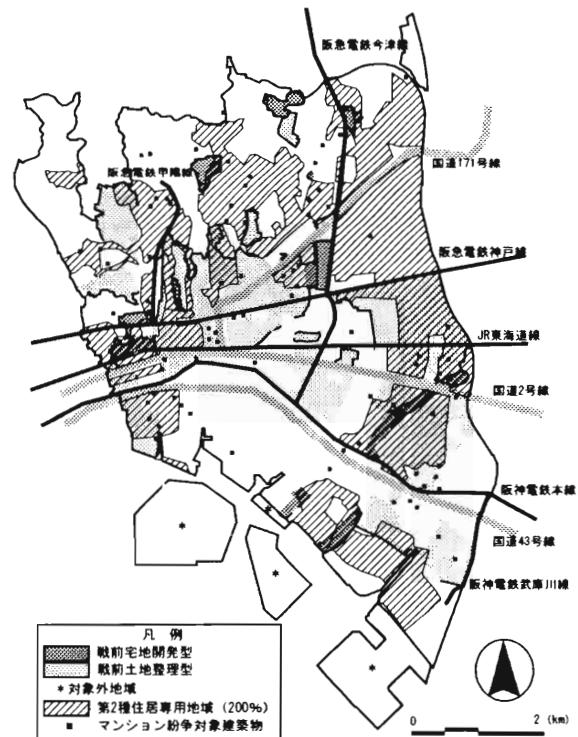 阪急電鉄今津線
国道171号線
阪急電鉄甲陽線
阪急電鉄神戸線
JR東海道線
国道2号線
阪神電鉄本線
国道43号線
阪神電鉄武庫川線
凡 例
戦前宅地開発型
戦前土地整理型
* 対象外地域
第2種住居専用地域 (200%)
マンション紛争対象建築物
0 2 (km)